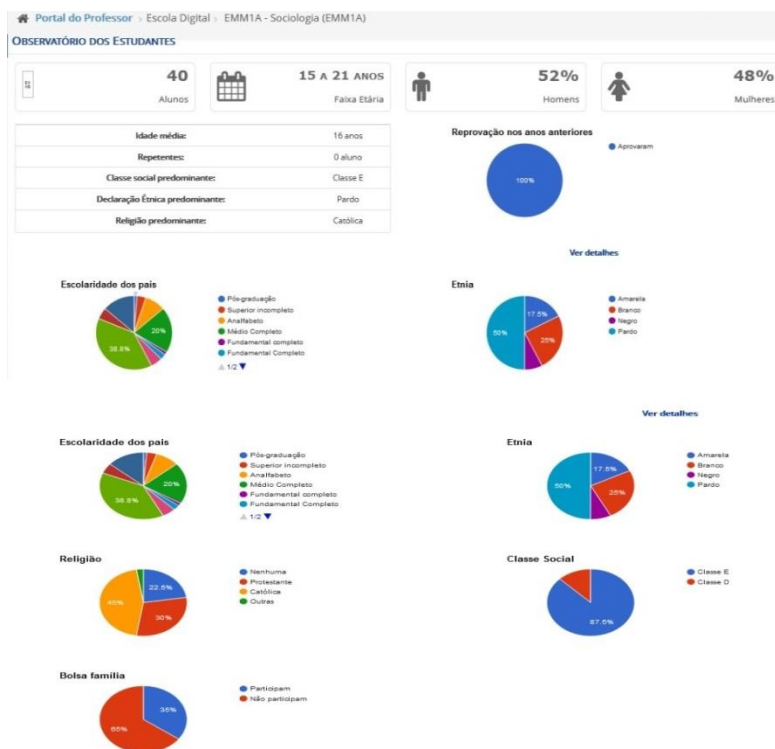 Portal do Professor › Escola Digital › EMM1A - Sociologia (EMM1A)
OBSERVATÓRIO DOS ESTUDANTES
40
Alunos
15 A 21 ANOS
Faixa Etária
52%
Homens
48%
Mulheres
Idade média: 16 anos
Repetentes: 0 aluno
Classe social predominante: Classe E
Declaração Étnica predominante: Pardo
Religião predominante: Católica
Reprovação nos anos anteriores
100%
Aprovaram
Ver detalhes
Escolaridade dos pais
20%
38.8%
Pós-graduação
Superior incompleto
Analfabeto
Médio Completo
Fundamental completo
Fundamental Completo
1/2
Etnia
17.5%
25%
50%
Amarela
Branco
Negro
Pardo
Ver detalhes
Escolaridade dos pais
20%
38.8%
Pós-graduação
Superior incompleto
Analfabeto
Médio Completo
Fundamental completo
Fundamental Completo
1/2
Etnia
17.5%
25%
50%
Amarela
Branco
Negro
Pardo
Religião
22.5%
30%
45%
Nenhuma
Protestante
Católica
Outras
Classe Social
87.5%
Classe E
Classe D
Bolsa família
35%
65%
Participam
Não participam